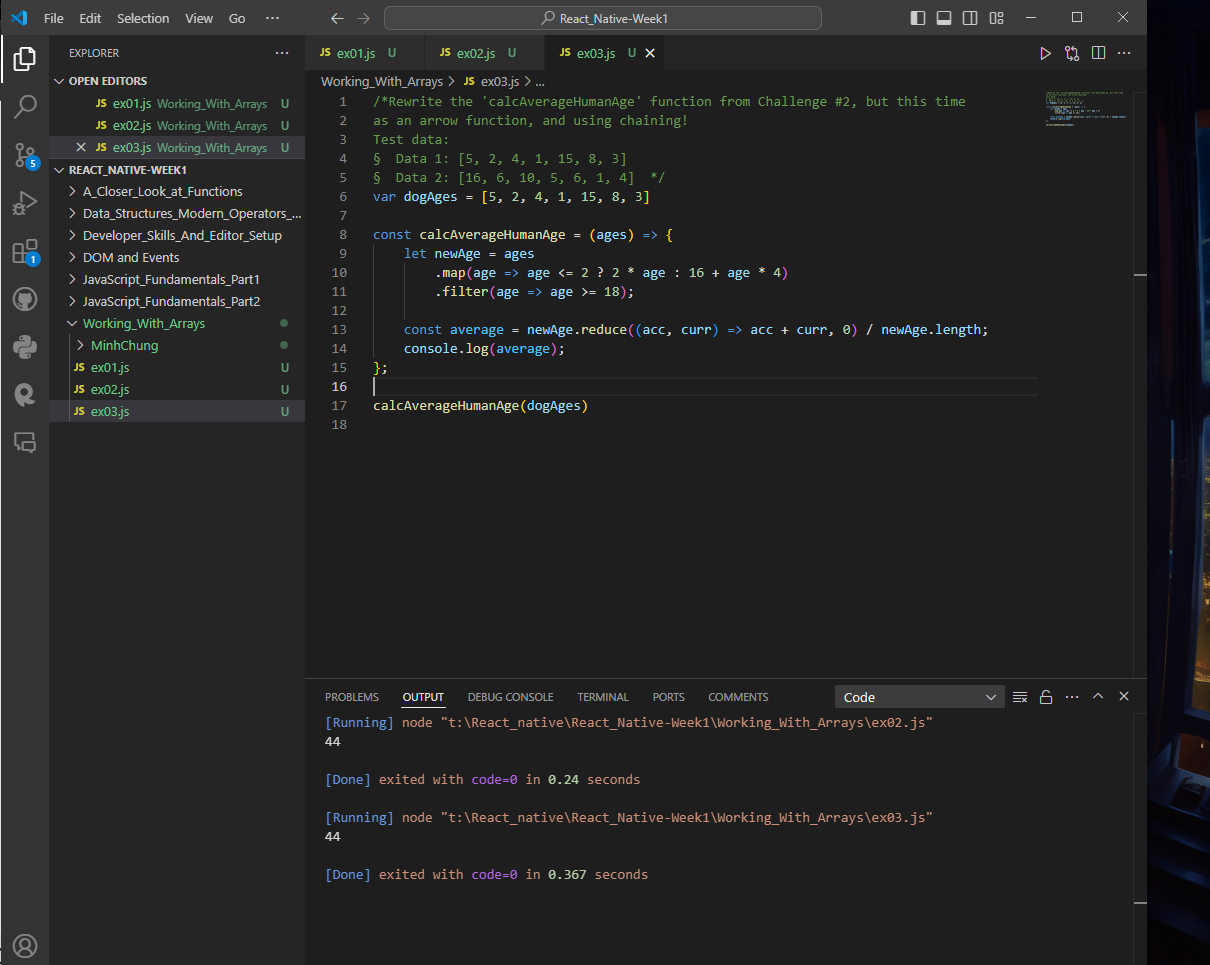 File Edit Selection View Go ··· React_Native-Week1
EXPLORER ···
OPEN EDITORS
JS ex01.js Working_With_Arrays U
JS ex02.js Working_With_Arrays U
JS ex03.js Working_With_Arrays U
REACT_NATIVE-WEEK1
A_Closer_Look_at_Functions
Data_Structures_Modern_Operators_...
Developer_Skills_And_Editor_Setup
DOM and Events
JavaScript_Fundamentals_Part1
JavaScript_Fundamentals_Part2
Working_With_Arrays
MinhChung
JS ex01.js U
JS ex02.js U
JS ex03.js U
5
1
JS ex01.js U JS ex02.js U JS ex03.js U
Working_With_Arrays > JS ex03.js > ...
1 /*Rewrite the 'calcAverageHumanAge' function from Challenge #2, but this time
2 as an arrow function, and using chaining!
3 Test data:
4 § Data 1: [5, 2, 4, 1, 15, 8, 3]
5 § Data 2: [16, 6, 10, 5, 6, 1, 4] */
6 var dogAges = [5, 2, 4, 1, 15, 8, 3]
7
8 const calcAverageHumanAge = (ages) => {
9 let newAge = ages
10 .map(age => age <= 2 ? 2 * age : 16 + age * 4)
11 .filter(age => age >= 18);
12
13 const average = newAge.reduce((acc, curr) => acc + curr, 0) / newAge.length;
14 console.log(average);
15 };
16
17 calcAverageHumanAge(dogAges)
18
PROBLEMS OUTPUT DEBUG CONSOLE TERMINAL PORTS COMMENTS Code
[Running] node "t:\React_native\React_Native-Week1\Working_With_Arrays\ex02.js"
44
[Done] exited with code=0 in 0.24 seconds
[Running] node "t:\React_native\React_Native-Week1\Working_With_Arrays\ex03.js"
44
[Done] exited with code=0 in 0.367 seconds